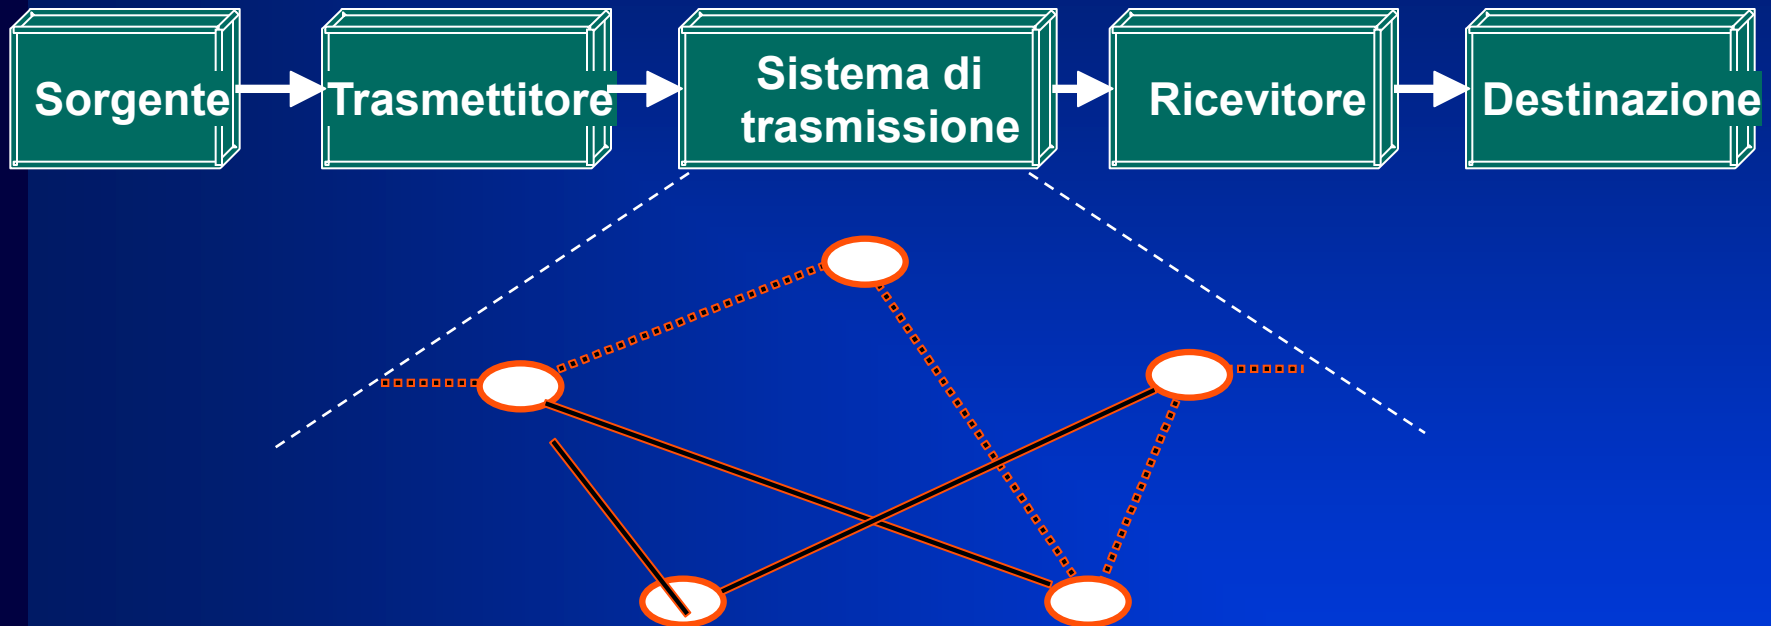 Sorgente
Trasmettitore
Sistema di
trasmissione
Ricevitore
Destinazione